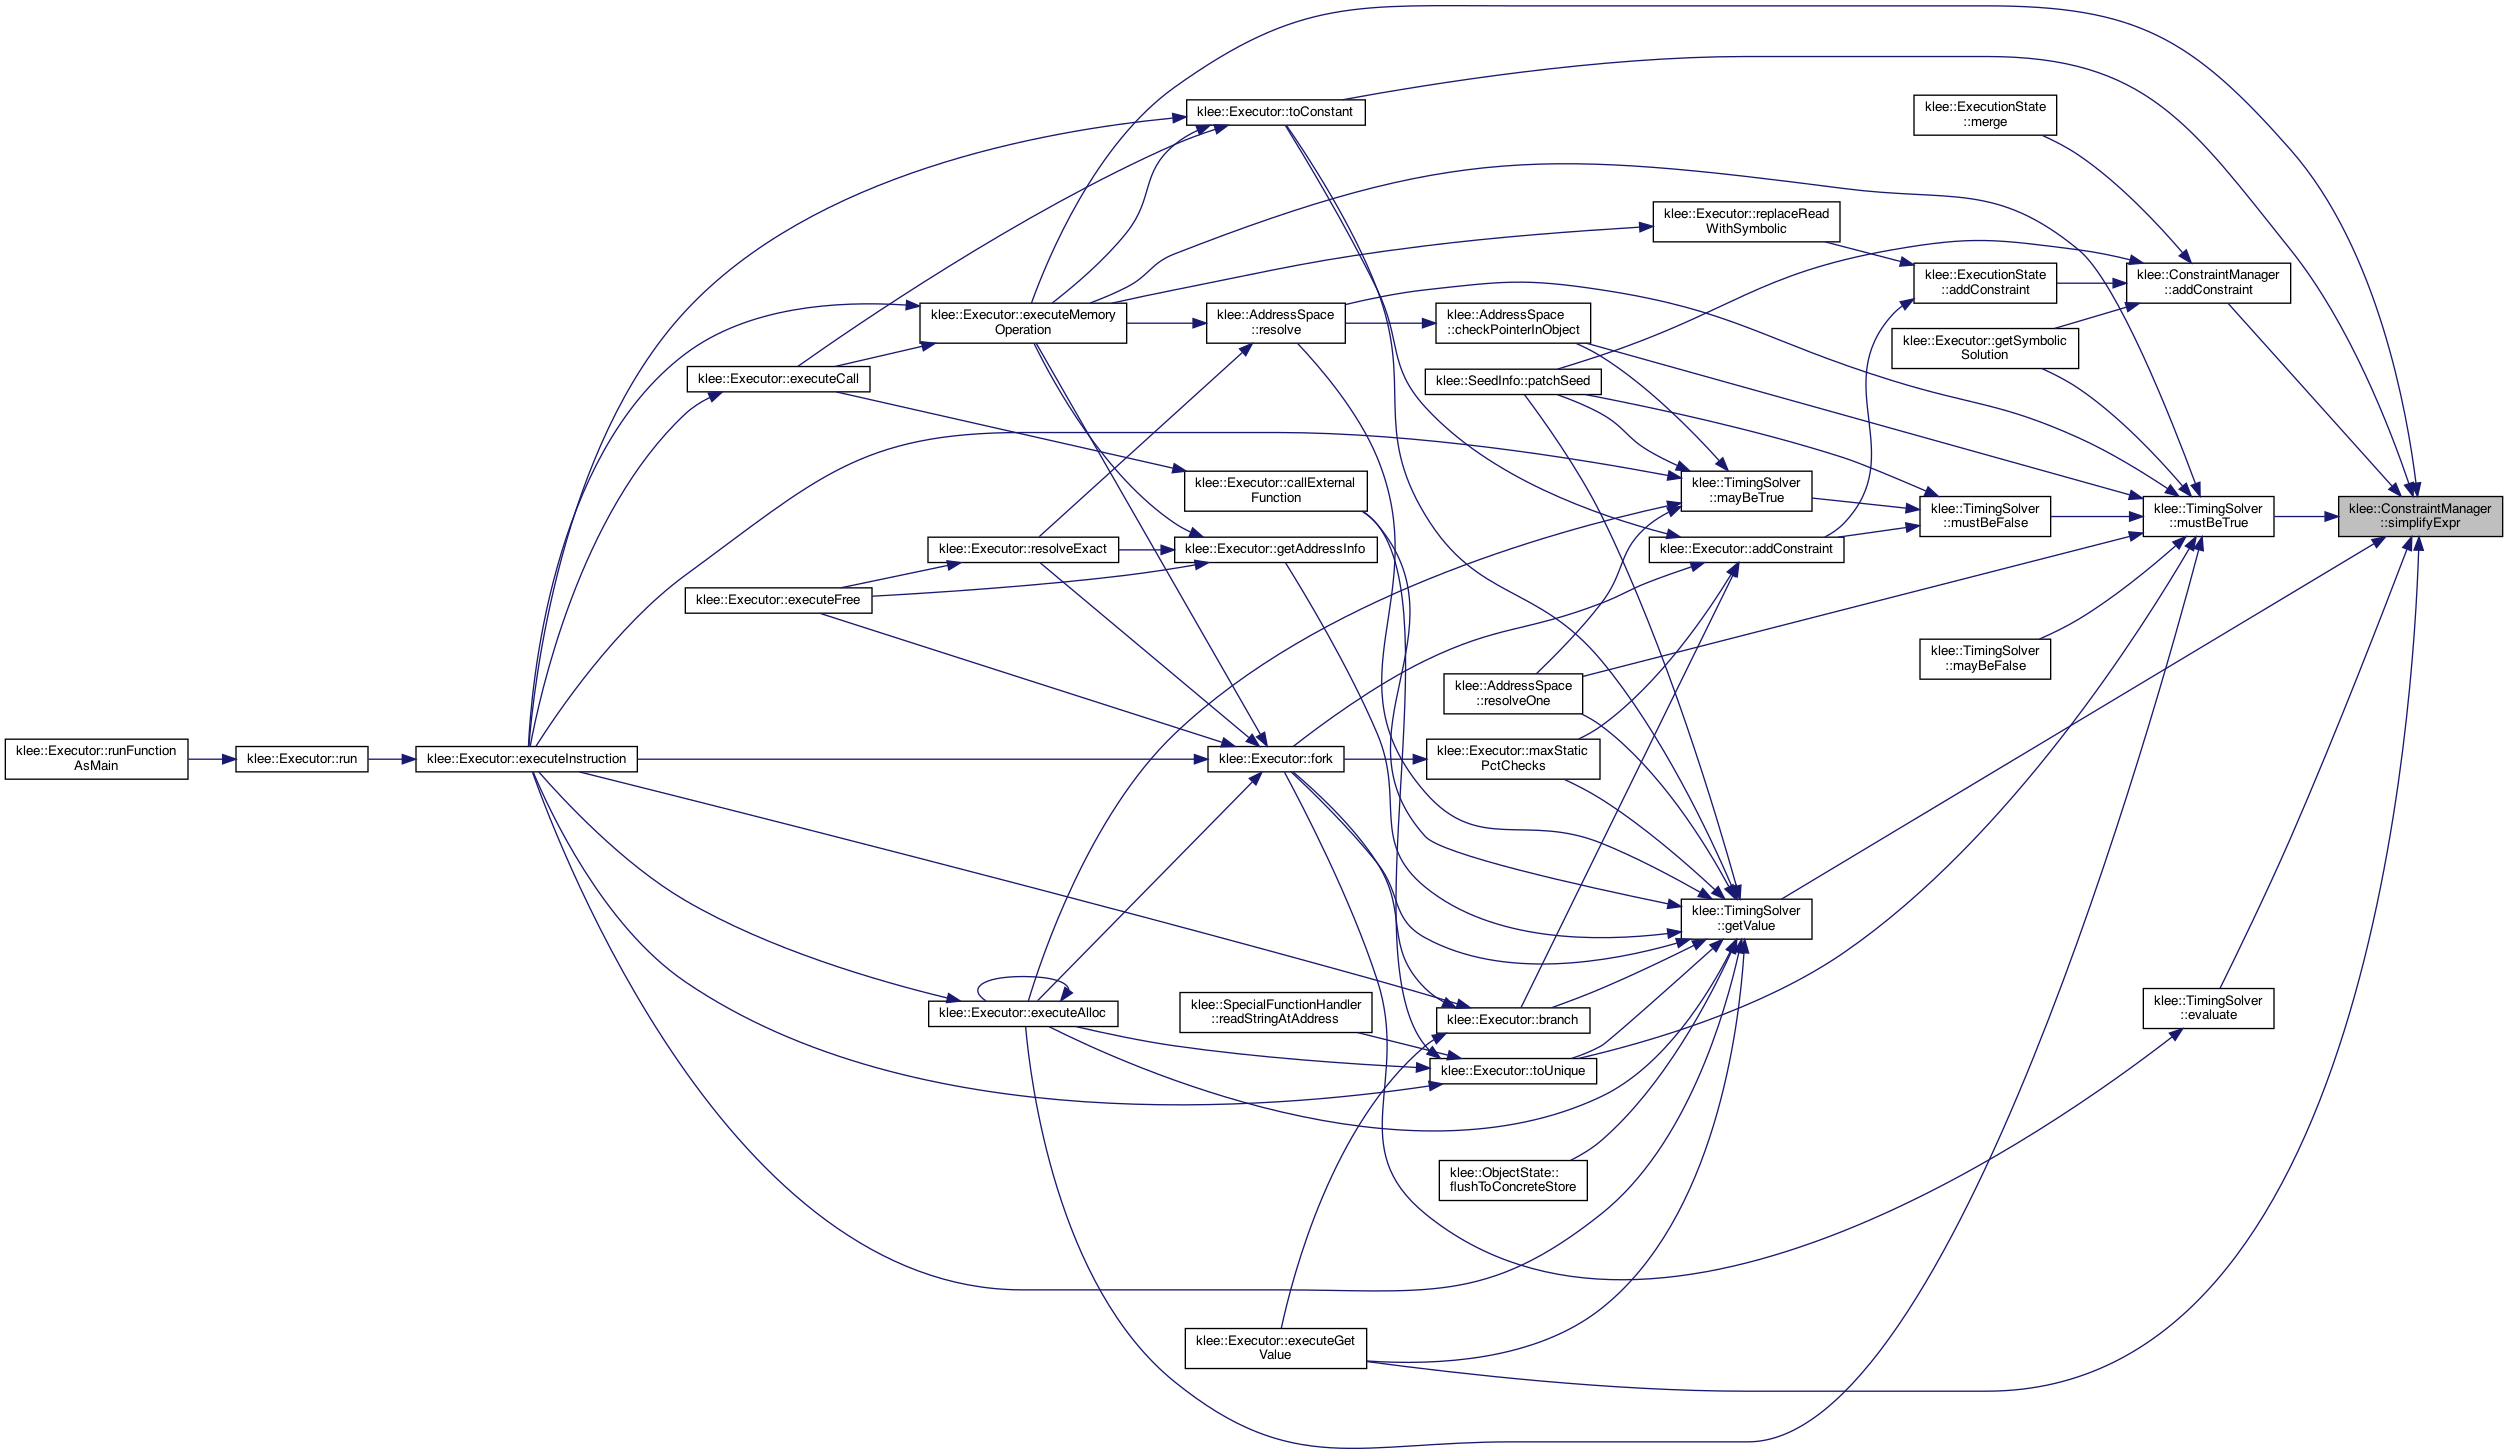 klee::Executor::toConstant
klee::ExecutionState
::merge
klee::Executor::replaceRead
WithSymbolic
klee::ExecutionState
::addConstraint
klee::ConstraintManager
::addConstraint
klee::Executor::executeMemory
Operation
klee::AddressSpace
::resolve
klee::AddressSpace
::checkPointerInObject
klee::Executor::getSymbolic
Solution
klee::Executor::executeCall
klee::SeedInfo::patchSeed
klee::Executor::callExternal
Function
klee::TimingSolver
::mayBeTrue
klee::TimingSolver
::mustBeFalse
klee::TimingSolver
::mustBeTrue
klee::ConstraintManager
::simplifyExpr
klee::Executor::resolveExact
klee::Executor::getAddressInfo
klee::Executor::addConstraint
klee::Executor::executeFree
klee::TimingSolver
::mayBeFalse
klee::AddressSpace
::resolveOne
klee::Executor::runFunction
AsMain
klee::Executor::run
klee::Executor::executeInstruction
klee::Executor::fork
klee::Executor::maxStatic
PctChecks
klee::TimingSolver
::getValue
klee::Executor::executeAlloc
klee::SpecialFunctionHandler
::readStringAtAddress
klee::Executor::branch
klee::TimingSolver
::evaluate
klee::Executor::toUnique
klee::ObjectState::
flushToConcreteStore
klee::Executor::executeGet
Value